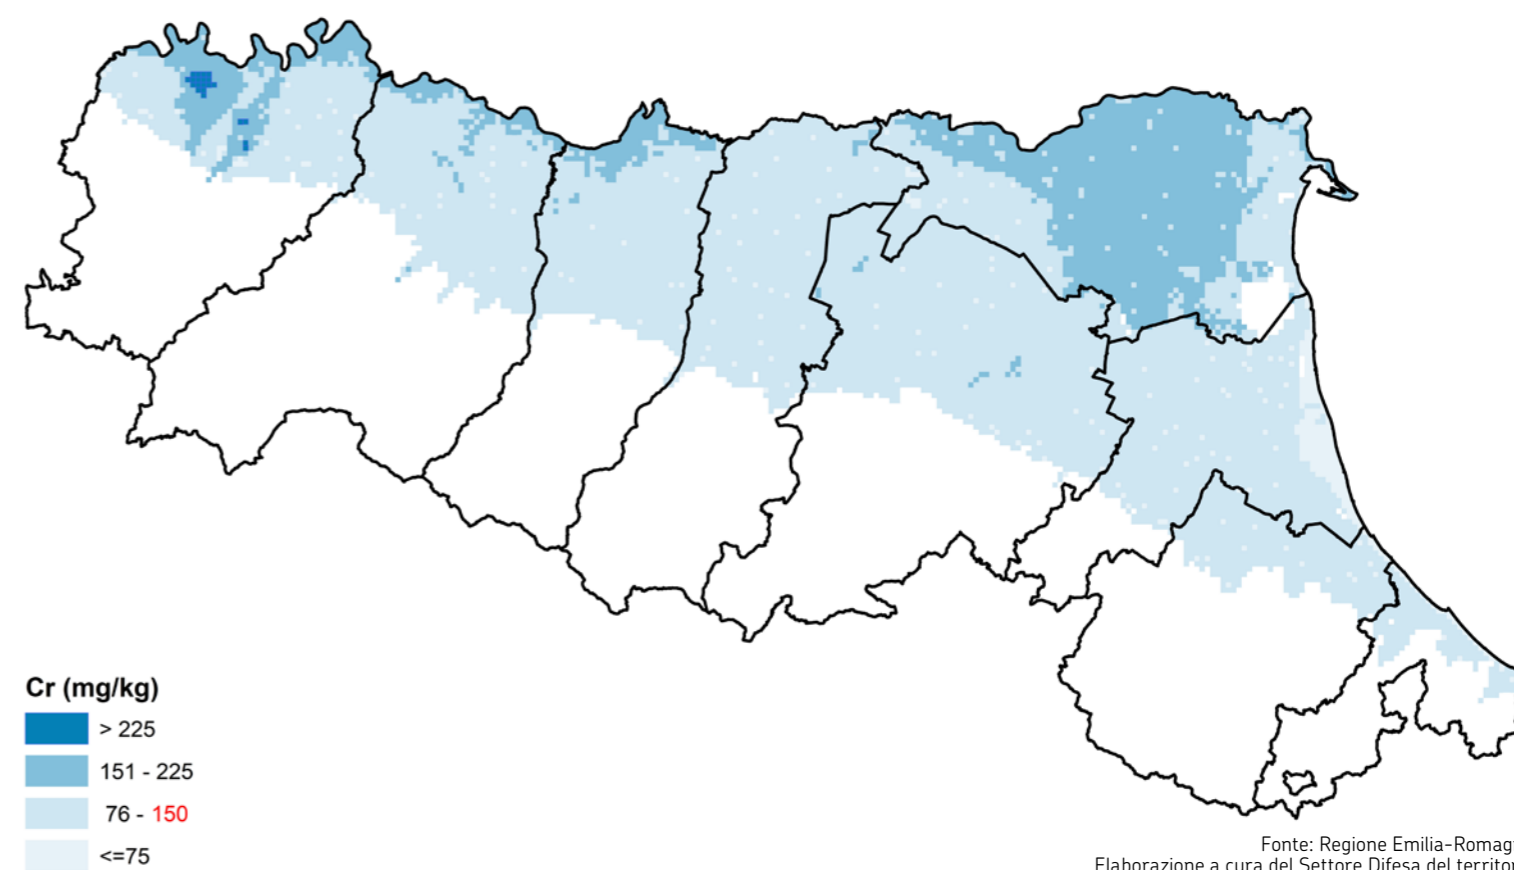 Cr (mg/kg)
> 225
151 - 225
76 - 150
<=75
Fonte: Regione Emilia-Romag
Elaborazione a cura del Settore Difesa del territor